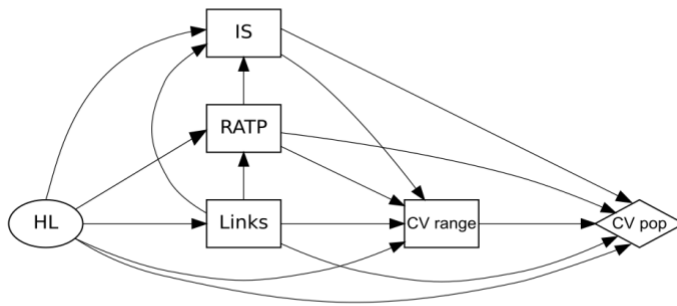 IS
RATP
HL
Links
CV range
CV pop